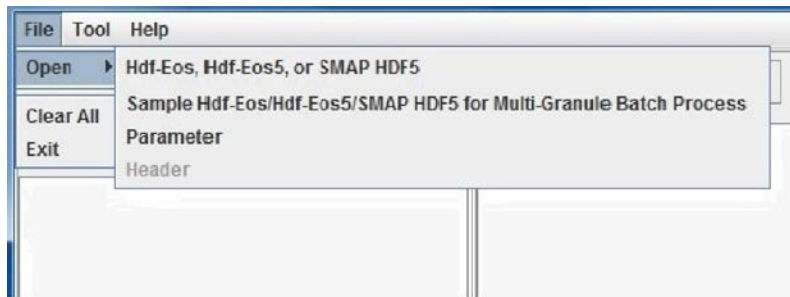 File Tool Help
Open
Hdf-Eos, Hdf-Eos5, or SMAP HDF5
Sample Hdf-Eos/Hdf-Eos5/SMAP HDF5 for Multi-Granule Batch Process
Parameter
Header
Clear All
Exit